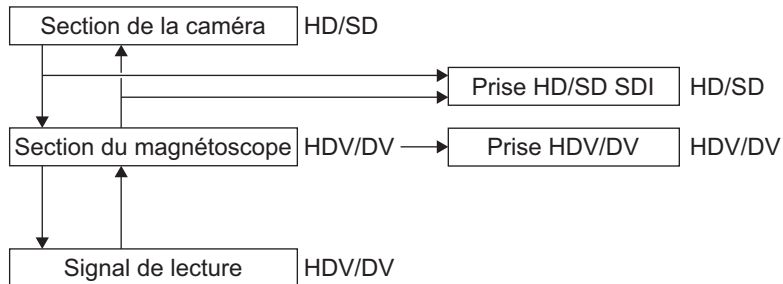 Section de la caméra HD/SD
Prise HD/SD SDI HD/SD
Section du magnétoscope HDV/DV Prise HDV/DV HDV/DV
Signal de lecture HDV/DV